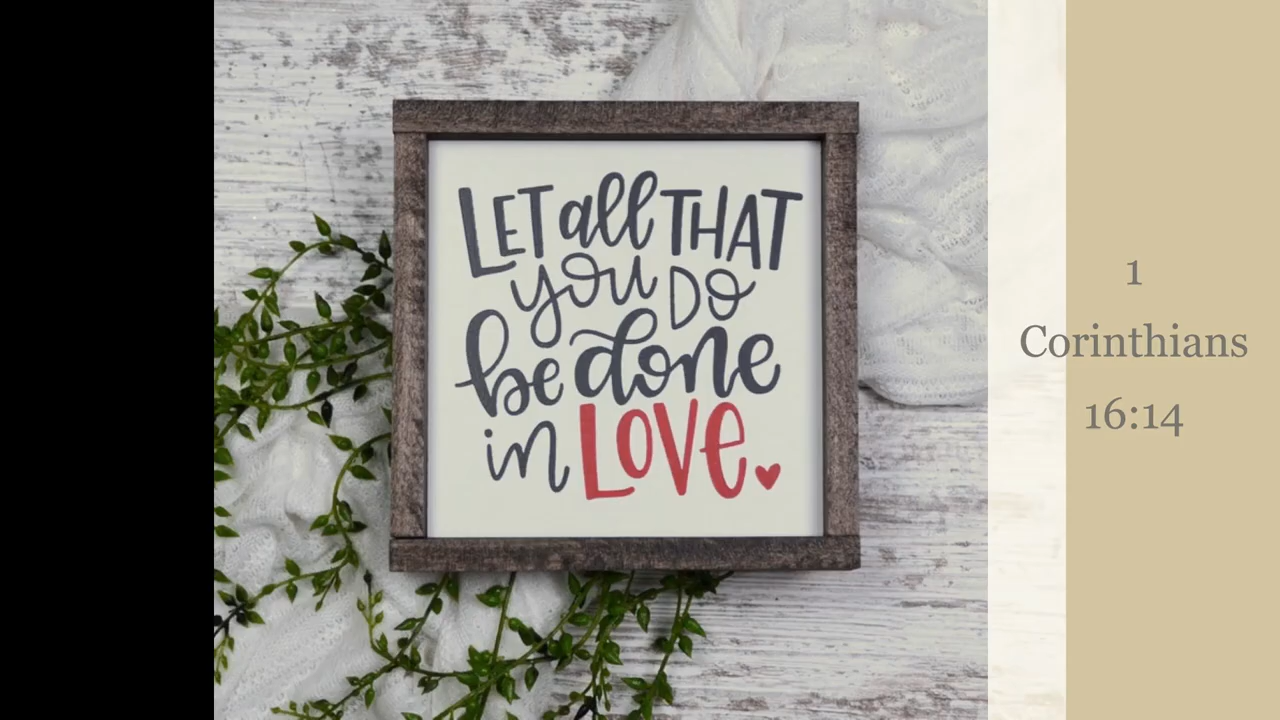 LET all THAT
you DO
be done
in LOVE.
1
Corinthians
16:14